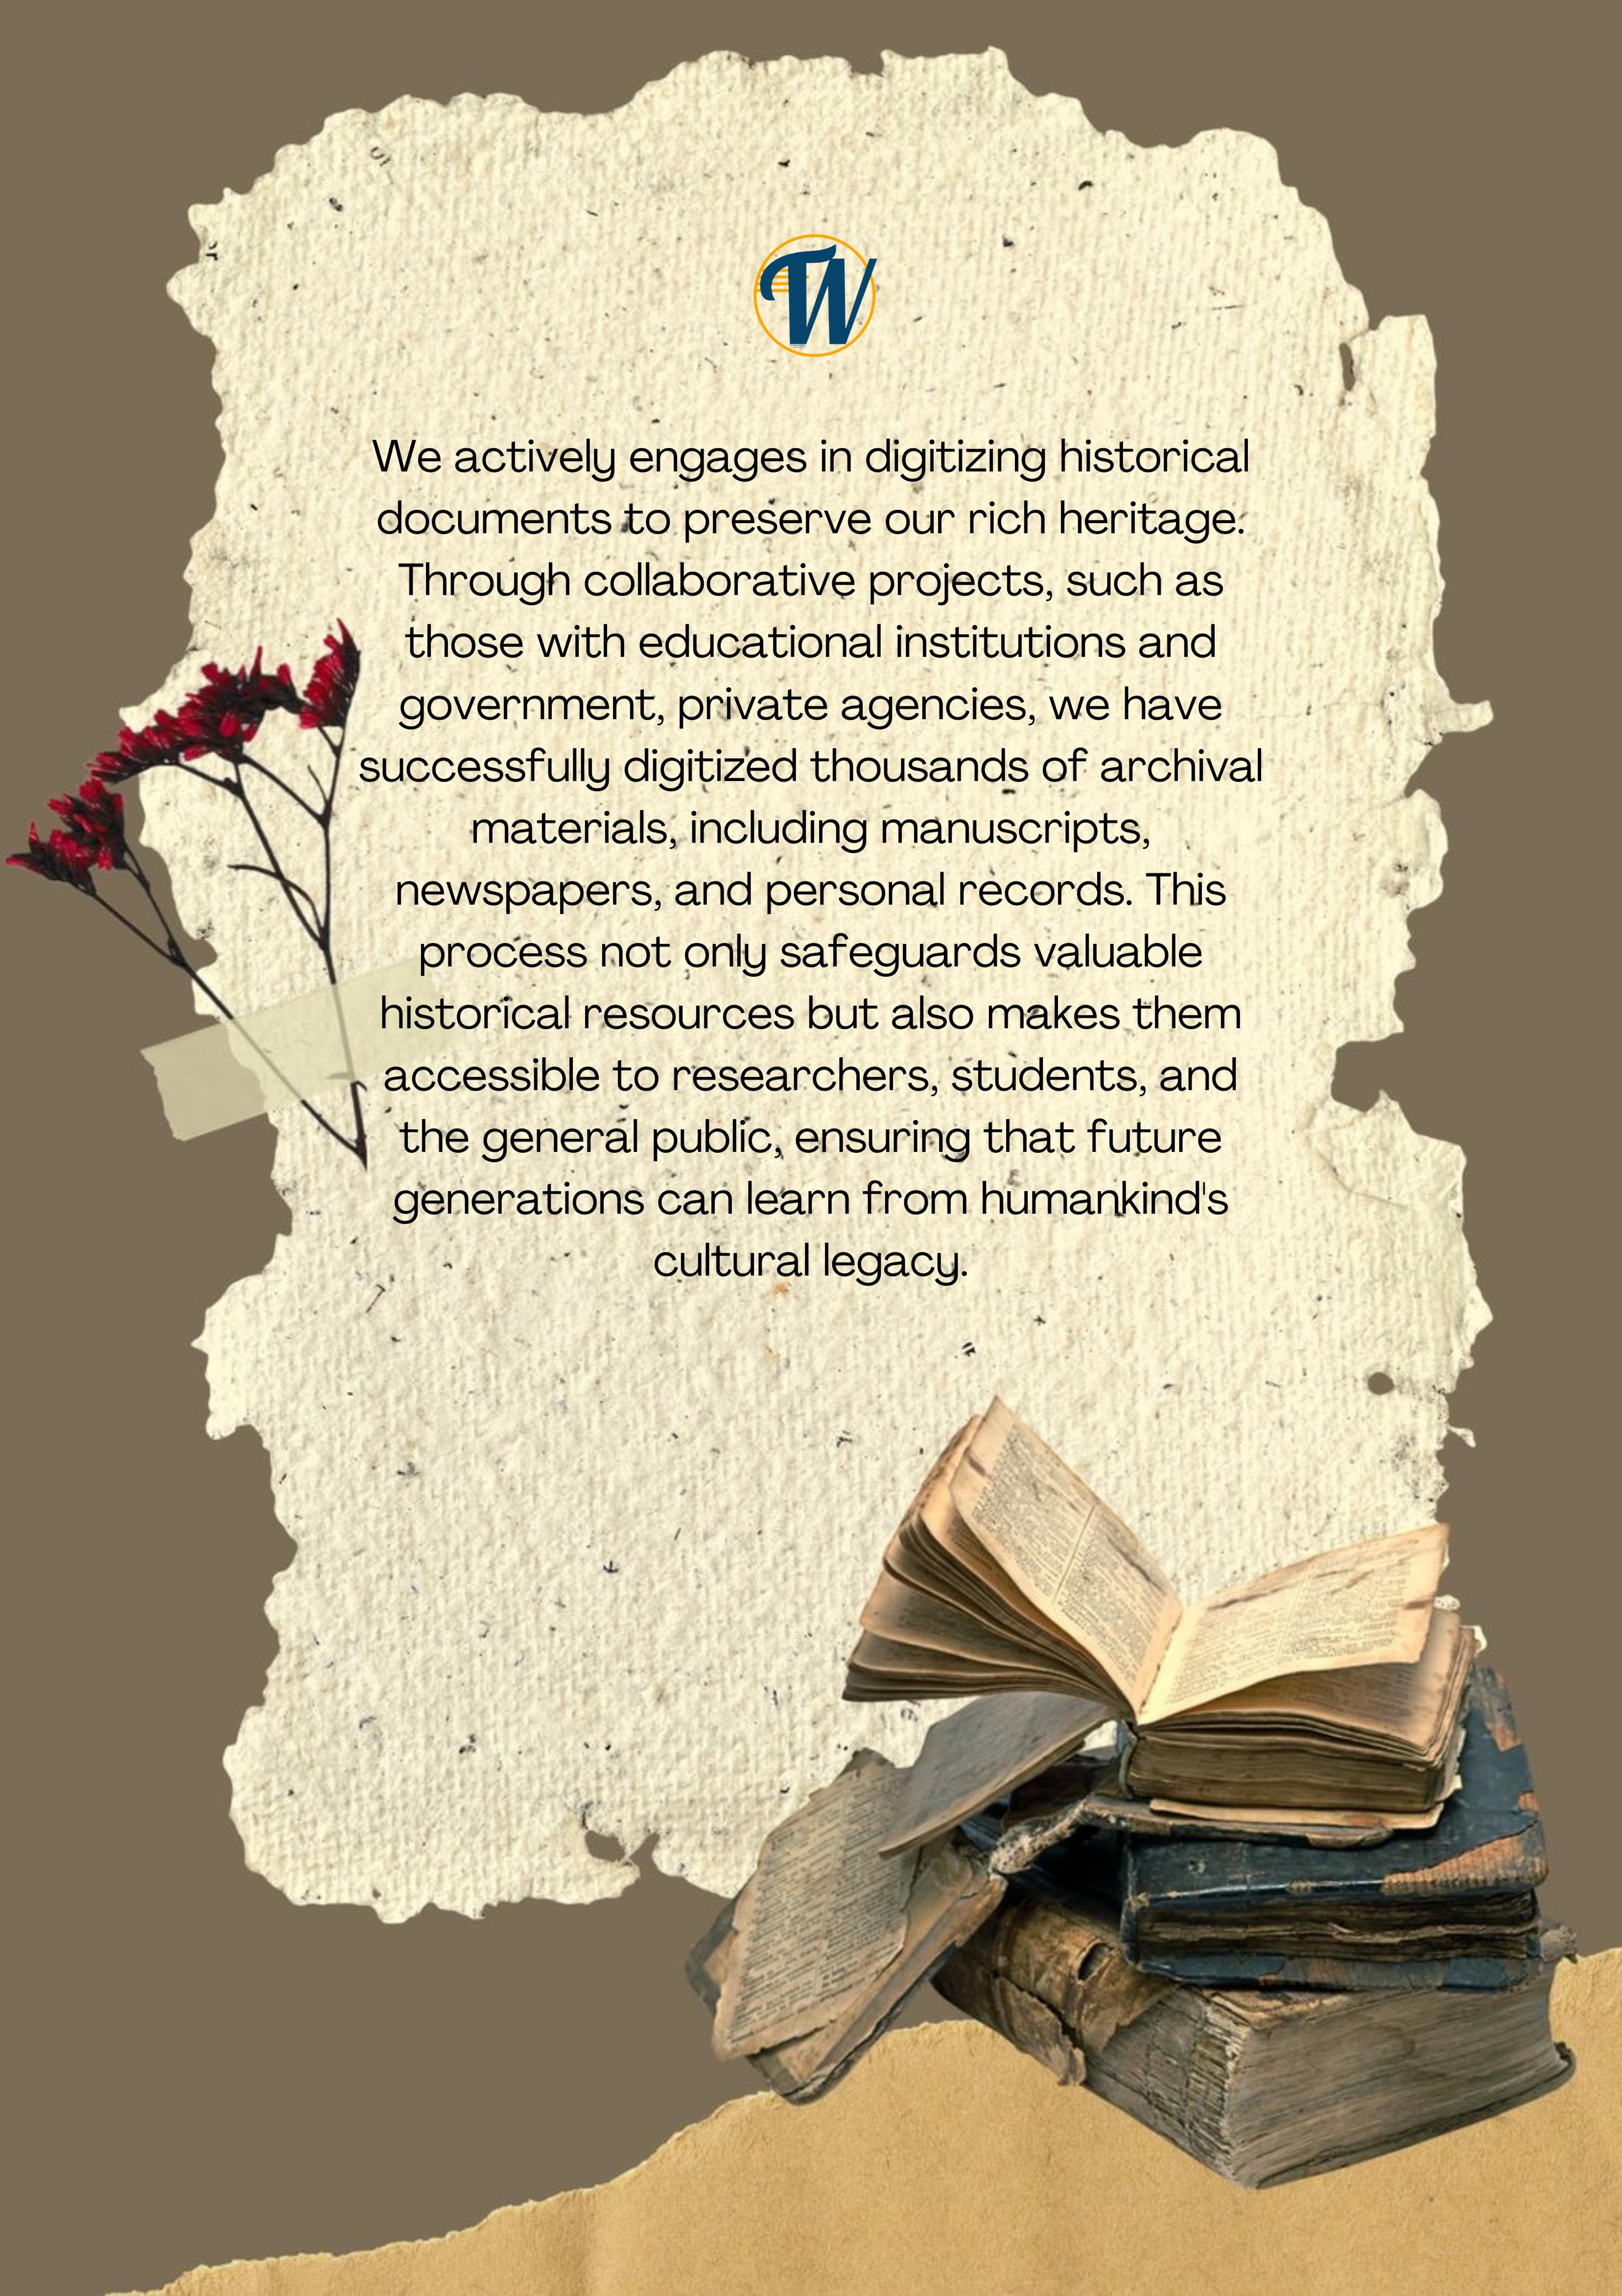 TW
We actively engages in digitizing historical
documents to preserve our rich heritage.
Through collaborative projects, such as
those with educational institutions and
government, private agencies, we have
successfully digitized thousands of archival
materials, including manuscripts,
newspapers, and personal records. This
process not only safeguards valuable
historical resources but also makes them
accessible to researchers, students, and
the general public, ensuring that future
generations can learn from humankind's
cultural legacy.